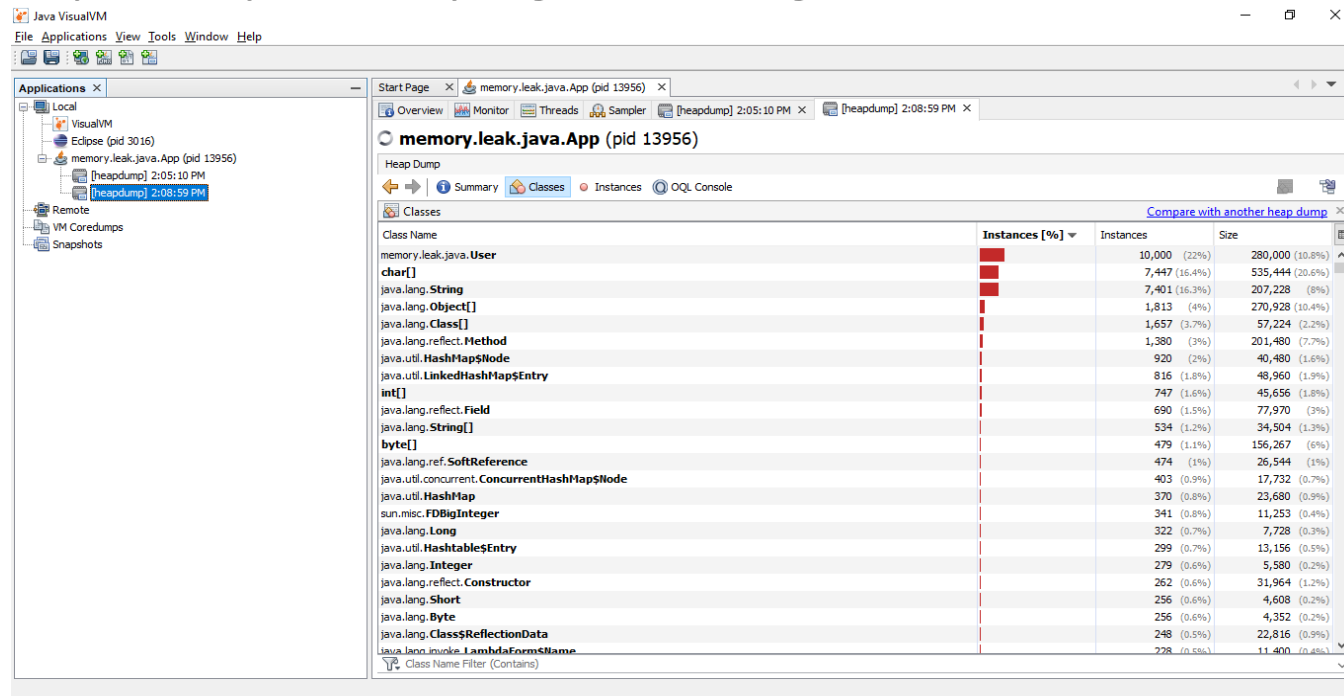 Java VisualVM
File Applications View Tools Window Help
Applications
Local
VisualVM
Eclipse (pid 3016)
memory.leak.java.App (pid 13956)
[heapdump] 2:05:10 PM
[heapdump] 2:08:59 PM
Remote
VM Coredumps
Snapshots
Start Page memory.leak.java.App (pid 13956)
Overview Monitor Threads Sampler [heapdump] 2:05:10 PM [heapdump] 2:08:59 PM
memory.leak.java.App (pid 13956)
Heap Dump
Summary Classes Instances OQL Console
Classes Compare with another heap dump
Class Name Instances [%] Instances Size
memory.leak.java.User 10,000 (22%) 280,000 (10.8%)
char[] 7,447 (16.4%) 535,444 (20.6%)
java.lang.String 7,401 (16.3%) 207,228 (8%)
java.lang.Object[] 1,813 (4%) 270,928 (10.4%)
java.lang.Class[] 1,657 (3.7%) 57,224 (2.2%)
java.lang.reflect.Method 1,380 (3%) 201,480 (7.7%)
java.util.HashMap$Node 920 (2%) 40,480 (1.6%)
java.util.LinkedHashMap$Entry 816 (1.8%) 48,960 (1.9%)
int[] 747 (1.6%) 45,656 (1.8%)
java.lang.reflect.Field 690 (1.5%) 77,970 (3%)
java.lang.String[] 534 (1.2%) 34,504 (1.3%)
byte[] 479 (1.1%) 156,267 (6%)
java.lang.ref.SoftReference 474 (1%) 26,544 (1%)
java.util.concurrent.ConcurrentHashMap$Node 403 (0.9%) 17,732 (0.7%)
java.util.HashMap 370 (0.8%) 23,680 (0.9%)
sun.misc.FDBigInteger 341 (0.8%) 11,253 (0.4%)
java.lang.Long 322 (0.7%) 7,728 (0.3%)
java.util.Hashtable$Entry 299 (0.7%) 13,156 (0.5%)
java.lang.Integer 279 (0.6%) 5,580 (0.2%)
java.lang.reflect.Constructor 262 (0.6%) 31,964 (1.2%)
java.lang.Short 256 (0.6%) 4,608 (0.2%)
java.lang.Byte 256 (0.6%) 4,352 (0.2%)
java.lang.Class$ReflectionData 248 (0.5%) 22,816 (0.9%)
java.lang.invoke.LambdaForm$Name 228 (0.5%) 11,400 (0.4%)
Class Name Filter (Contains)